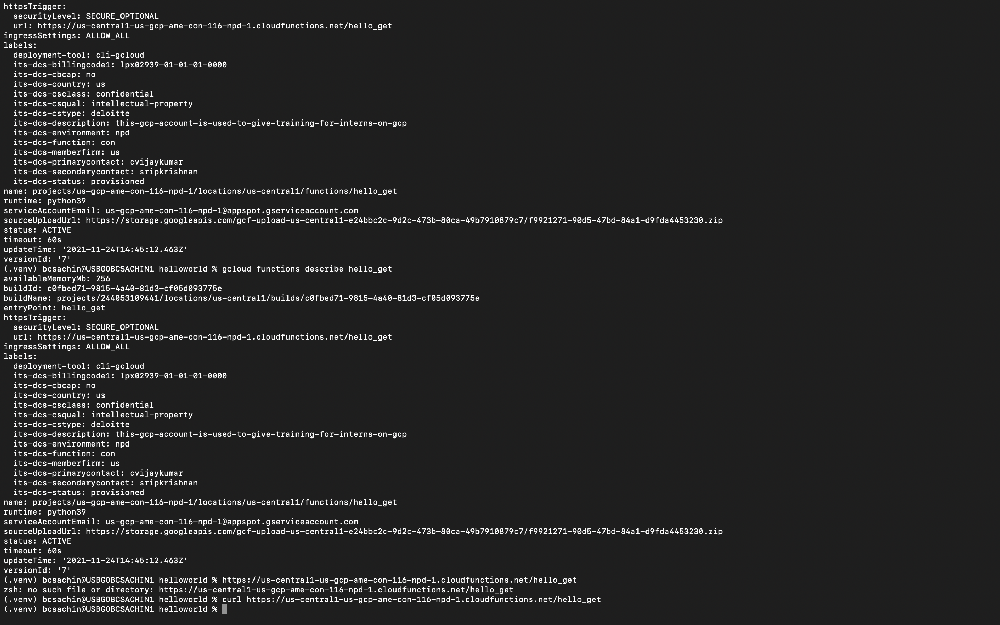 httpsTrigger:
  securityLevel: SECURE_OPTIONAL
  url: https://us-central1-us-gcp-ame-con-116-npd-1.cloudfunctions.net/hello_get
ingressSettings: ALLOW_ALL
labels:
  deployment-tool: cli-gcloud
  its-dcs-billingcode1: lpx02939-01-01-01-0000
  its-dcs-cbcap: no
  its-dcs-country: us
  its-dcs-csclass: confidential
  its-dcs-csqual: intellectual-property
  its-dcs-cstype: deloitte
  its-dcs-description: this-gcp-account-is-used-to-give-training-for-interns-on-gcp
  its-dcs-environment: npd
  its-dcs-function: con
  its-dcs-memberfirm: us
  its-dcs-primarycontact: cvijaykumar
  its-dcs-secondarycontact: sripkrishnan
  its-dcs-status: provisioned
name: projects/us-gcp-ame-con-116-npd-1/locations/us-central1/functions/hello_get
runtime: python39
serviceAccountEmail: us-gcp-ame-con-116-npd-1@appspot.gserviceaccount.com
sourceUploadUrl: https://storage.googleapis.com/gcf-upload-us-central1-e24bbc2c-9d2c-473b-80ca-49b7910879c7/f9921271-90d5-47bd-84a1-d9fda4453230.zip
status: ACTIVE
timeout: 60s
updateTime: '2021-11-24T14:45:12.463Z'
versionId: '7'
(.venv) bcsachin@USBGOBCSACHIN1 helloworld % gcloud functions describe hello_get
availableMemoryMb: 256
buildId: c0fbed71-9815-4a40-81d3-cf05d093775e
buildName: projects/244053109441/locations/us-central1/builds/c0fbed71-9815-4a40-81d3-cf05d093775e
entryPoint: hello_get
httpsTrigger:
  securityLevel: SECURE_OPTIONAL
  url: https://us-central1-us-gcp-ame-con-116-npd-1.cloudfunctions.net/hello_get
ingressSettings: ALLOW_ALL
labels:
  deployment-tool: cli-gcloud
  its-dcs-billingcode1: lpx02939-01-01-01-0000
  its-dcs-cbcap: no
  its-dcs-country: us
  its-dcs-csclass: confidential
  its-dcs-csqual: intellectual-property
  its-dcs-cstype: deloitte
  its-dcs-description: this-gcp-account-is-used-to-give-training-for-interns-on-gcp
  its-dcs-environment: npd
  its-dcs-function: con
  its-dcs-memberfirm: us
  its-dcs-primarycontact: cvijaykumar
  its-dcs-secondarycontact: sripkrishnan
  its-dcs-status: provisioned
name: projects/us-gcp-ame-con-116-npd-1/locations/us-central1/functions/hello_get
runtime: python39
serviceAccountEmail: us-gcp-ame-con-116-npd-1@appspot.gserviceaccount.com
sourceUploadUrl: https://storage.googleapis.com/gcf-upload-us-central1-e24bbc2c-9d2c-473b-80ca-49b7910879c7/f9921271-90d5-47bd-84a1-d9fda4453230.zip
status: ACTIVE
timeout: 60s
updateTime: '2021-11-24T14:45:12.463Z'
versionId: '7'
(.venv) bcsachin@USBGOBCSACHIN1 helloworld % https://us-central1-us-gcp-ame-con-116-npd-1.cloudfunctions.net/hello_get
zsh: no such file or directory: https://us-central1-us-gcp-ame-con-116-npd-1.cloudfunctions.net/hello_get
(.venv) bcsachin@USBGOBCSACHIN1 helloworld % curl https://us-central1-us-gcp-ame-con-116-npd-1.cloudfunctions.net/hello_get
(.venv) bcsachin@USBGOBCSACHIN1 helloworld %